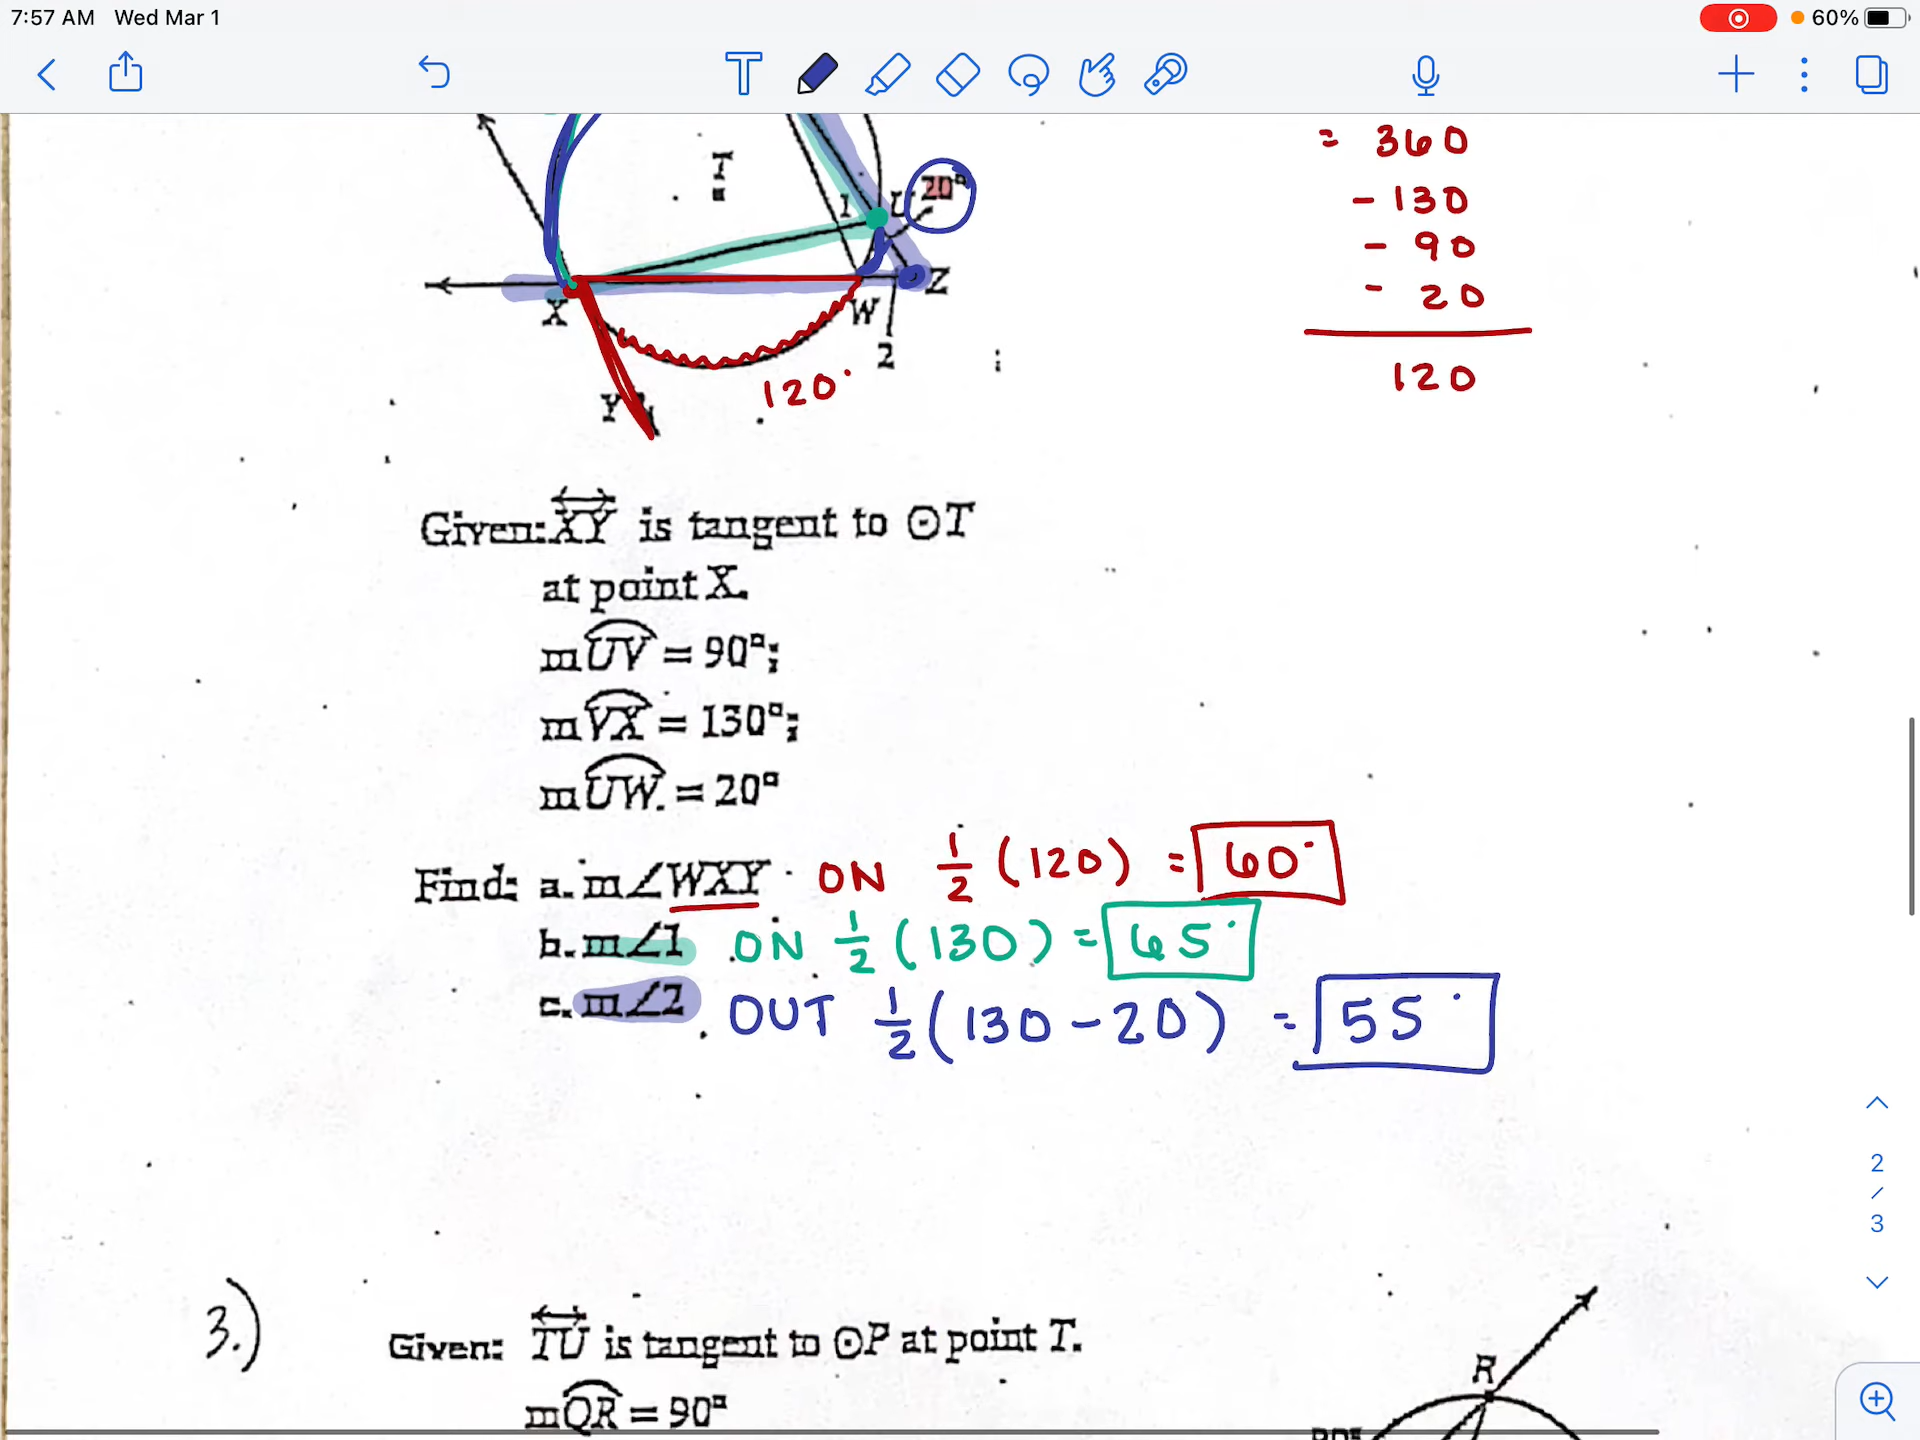 7:57 AM Wed Mar 1
60%
T
= 360
- 130
- 90
- 20
120
T
1 U 20°
X W Z
2
Y 120°
Given: XY is tangent to ⊙T
at point X.
mUV = 90°;
mVX = 130°;
mUW. = 20°
Find: a. m∠WXY ON 1/2 (120) = 60°
b. m∠1 ON 1/2 (130) = 65°
c. m∠2 OUT 1/2 (130 - 20) = 55°
2
/
3
3.) Given: TU is tangent to ⊙P at point T.
R
mQR = 90°